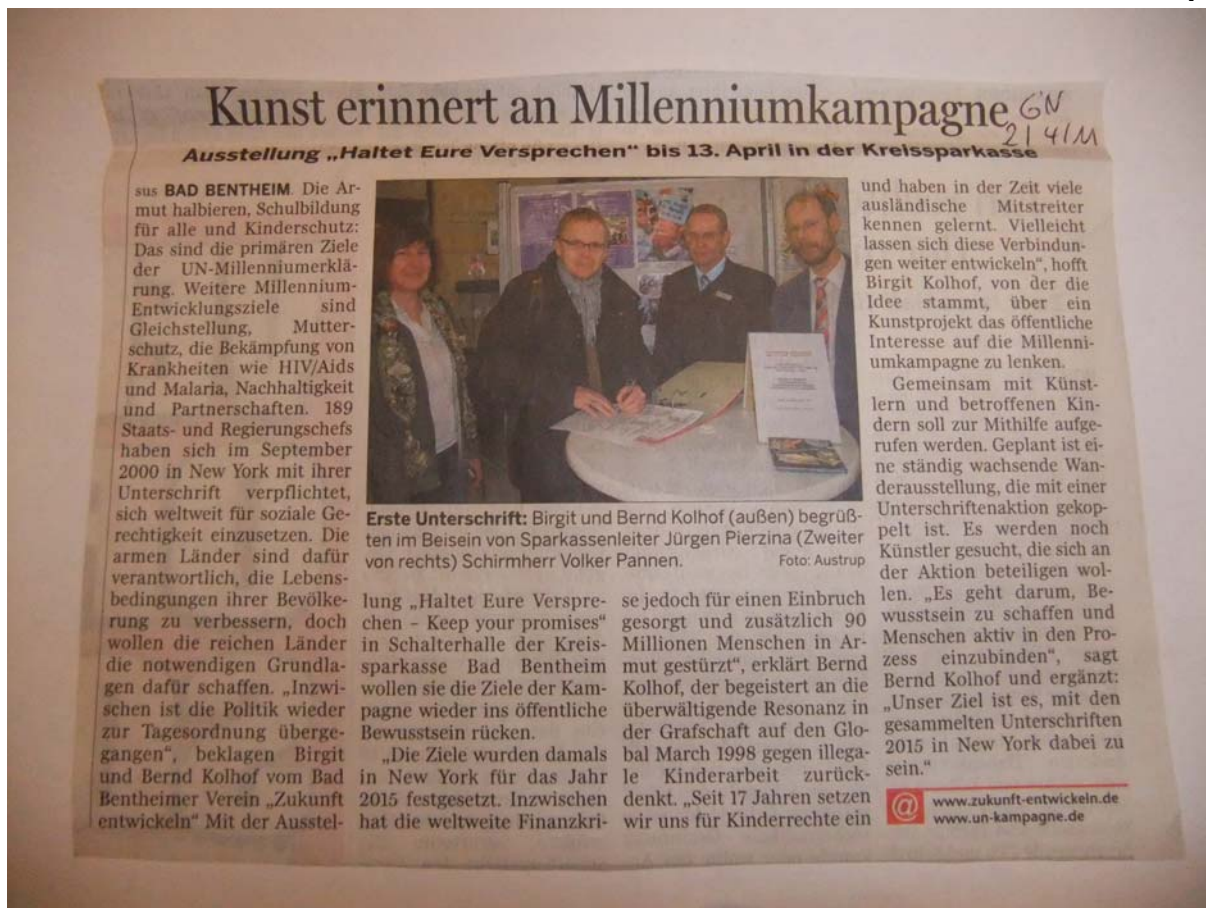 Kunst erinnert an Millenniumkampagne
GN
2/4/11
Ausstellung „Haltet Eure Versprechen“ bis 13. April in der Kreissparkasse
sus BAD BENTHEIM. Die Ar-
mut halbieren, Schulbildung
für alle und Kinderschutz:
Das sind die primären Ziele
der UN-Millenniumerklä-
rung. Weitere Millennium-
Entwicklungsziele sind
Gleichstellung, Mutter-
schutz, die Bekämpfung von
Krankheiten wie HIV/Aids
und Malaria, Nachhaltigkeit
und Partnerschaften. 189
Staats- und Regierungschefs
haben sich im September
2000 in New York mit ihrer
Unterschrift verpflichtet,
sich weltweit für soziale Ge-
rechtigkeit einzusetzen. Die
armen Länder sind dafür
verantwortlich, die Lebens-
bedingungen ihrer Bevölke-
rung zu verbessern, doch
wollen die reichen Länder
die notwendigen Grundla-
gen dafür schaffen. „Inzwi-
schen ist die Politik wieder
zur Tagesordnung überge-
gangen“, beklagen Birgit
und Bernd Kolhof vom Bad
Bentheimer Verein „Zukunft
entwickeln“ Mit der Ausstel-
Erste Unterschrift: Birgit und Bernd Kolhof (außen) begrüß-
ten im Beisein von Sparkassenleiter Jürgen Pierzina (Zweiter
von rechts) Schirmherr Volker Pannen.
Foto: Austrup
lung „Haltet Eure Verspre-
chen – Keep your promises“
in Schalterhalle der Kreis-
sparkasse Bad Bentheim
wollen sie die Ziele der Kam-
pagne wieder ins öffentliche
Bewusstsein rücken.
„Die Ziele wurden damals
in New York für das Jahr
2015 festgesetzt. Inzwischen
hat die weltweite Finanzkri-
se jedoch für einen Einbruch
gesorgt und zusätzlich 90
Millionen Menschen in Ar-
mut gestürzt“, erklärt Bernd
Kolhof, der begeistert an die
überwältigende Resonanz in
der Grafschaft auf den Glo-
bal March 1998 gegen illega-
le Kinderarbeit zurück-
denkt. „Seit 17 Jahren setzen
wir uns für Kinderrechte ein
und haben in der Zeit viele
ausländische Mitstreiter
kennen gelernt. Vielleicht
lassen sich diese Verbindun-
gen weiter entwickeln“, hofft
Birgit Kolhof, von der die
Idee stammt, über ein
Kunstprojekt das öffentliche
Interesse auf die Millenni-
umkampagne zu lenken.
Gemeinsam mit Künst-
lern und betroffenen Kin-
dern soll zur Mithilfe aufge-
rufen werden. Geplant ist ei-
ne ständig wachsende Wan-
derausstellung, die mit einer
Unterschriftenaktion gekop-
pelt ist. Es werden noch
Künstler gesucht, die sich an
der Aktion beteiligen wol-
len. „Es geht darum, Be-
wusstsein zu schaffen und
Menschen aktiv in den Pro-
zess einzubinden“, sagt
Bernd Kolhof und ergänzt:
„Unser Ziel ist es, mit den
gesammelten Unterschriften
2015 in New York dabei zu
sein.“
@ www.zukunft-entwickeln.de
www.un-kampagne.de